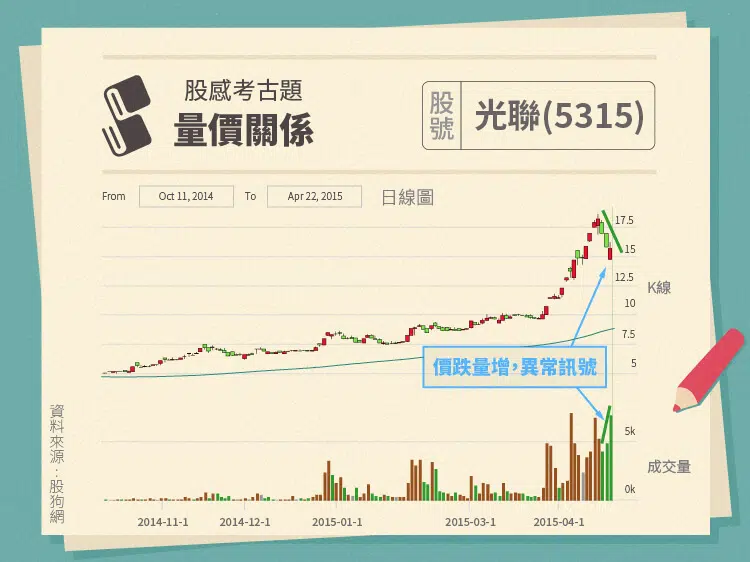 股感考古題
量價關係
股號
光聯(5315)
From Oct 11, 2014 To Apr 22, 2015 日線圖
17.5
15
12.5
K線
10
7.5
5
價跌量增,異常訊號
5k
成交量
0k
2014-11-1 2014-12-1 2015-01-1 2015-03-1 2015-04-1
資料來源:股狗網